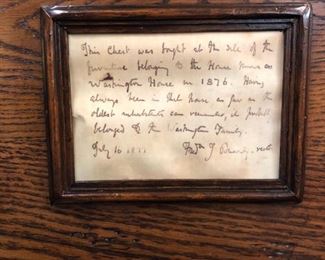 This Chest was bought at the sale of the
furniture belonging to the House known as
Washington House in 1876. Having
always been in that House as far as the
oldest inhabitants can remember, it probably
belonged to the Washington Family.
July 10